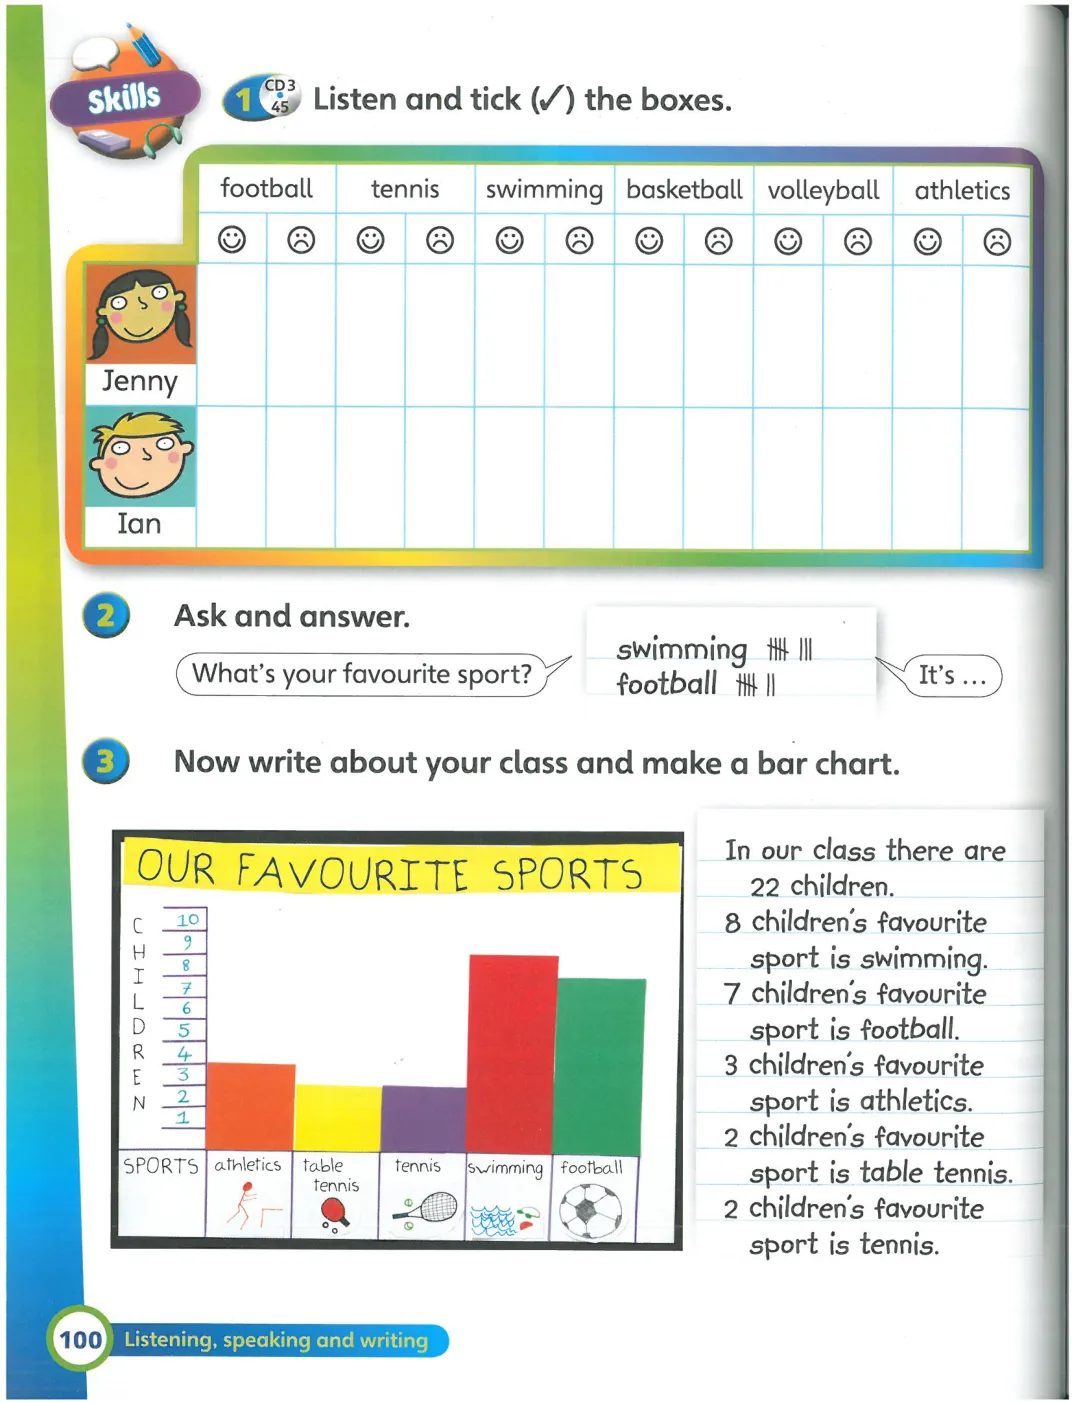 Skills
1 CD3 45 Listen and tick (✓) the boxes.
football tennis swimming basketball volleyball athletics
Jenny
Ian
2 Ask and answer.
What's your favourite sport?
swimming 卌 |||
football 卌 ||
It's ...
3 Now write about your class and make a bar chart.
OUR FAVOURITE SPORTS
CHILDREN
10
9
8
7
6
5
4
3
2
1
SPORTS athletics table tennis tennis swimming football
In our class there are
22 children.
8 children's favourite
sport is swimming.
7 children's favourite
sport is football.
3 children's favourite
sport is athletics.
2 children's favourite
sport is table tennis.
2 children's favourite
sport is tennis.
100 Listening, speaking and writing